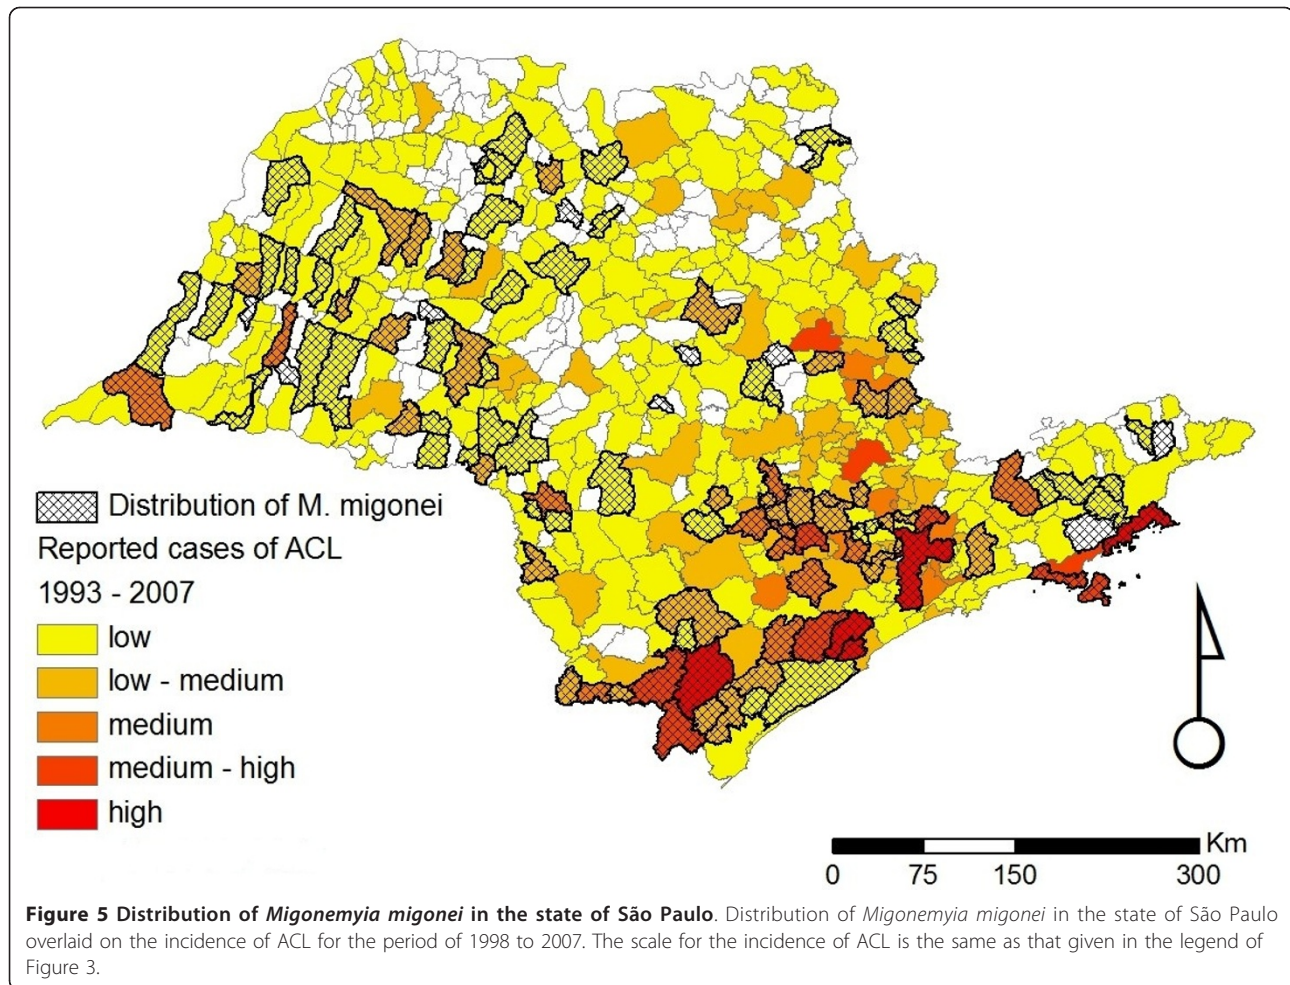 Distribution of M. migonei
Reported cases of ACL
1993 - 2007
low
low - medium
medium
medium - high
high
Km
0 75 150 300
Figure 5 Distribution of Migonemyia migonei in the state of São Paulo. Distribution of Migonemyia migonei in the state of São Paulo
overlaid on the incidence of ACL for the period of 1998 to 2007. The scale for the incidence of ACL is the same as that given in the legend of
Figure 3.